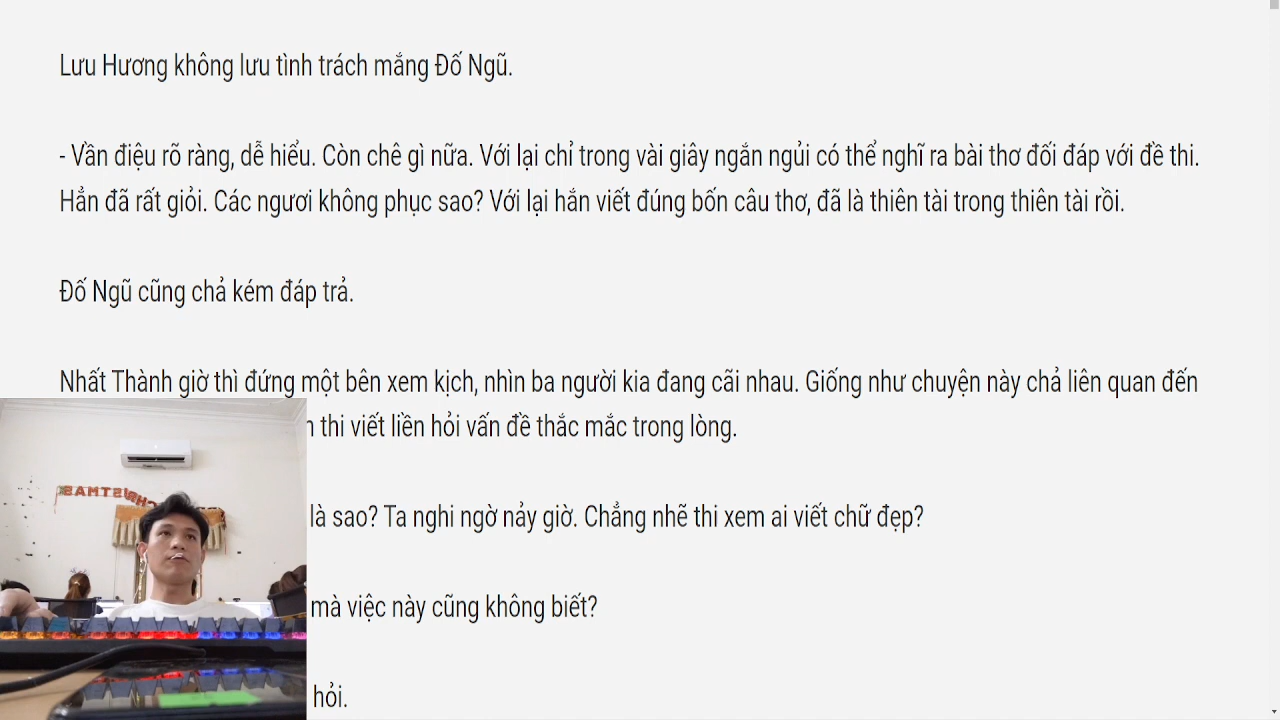 Lưu Hương không lưu tình trách mắng Đố Ngũ.
- Vần điệu rõ ràng, dễ hiểu. Còn chê gì nữa. Với lại chỉ trong vài giây ngắn ngủi có thể nghĩ ra bài thơ đối đáp với đề thi.
Hắn đã rất giỏi. Các ngươi không phục sao? Với lại hắn viết đúng bốn câu thơ, đã là thiên tài trong thiên tài rồi.
Đố Ngũ cũng chả kém đáp trả.
Nhất Thành giờ thì đứng một bên xem kịch, nhìn ba người kia đang cãi nhau. Giống như chuyện này chả liên quan đến
thi viết liền hỏi vấn đề thắc mắc trong lòng.
là sao? Ta nghi ngờ nảy giờ. Chẳng nhẽ thi xem ai viết chữ đẹp?
mà việc này cũng không biết?
hỏi.